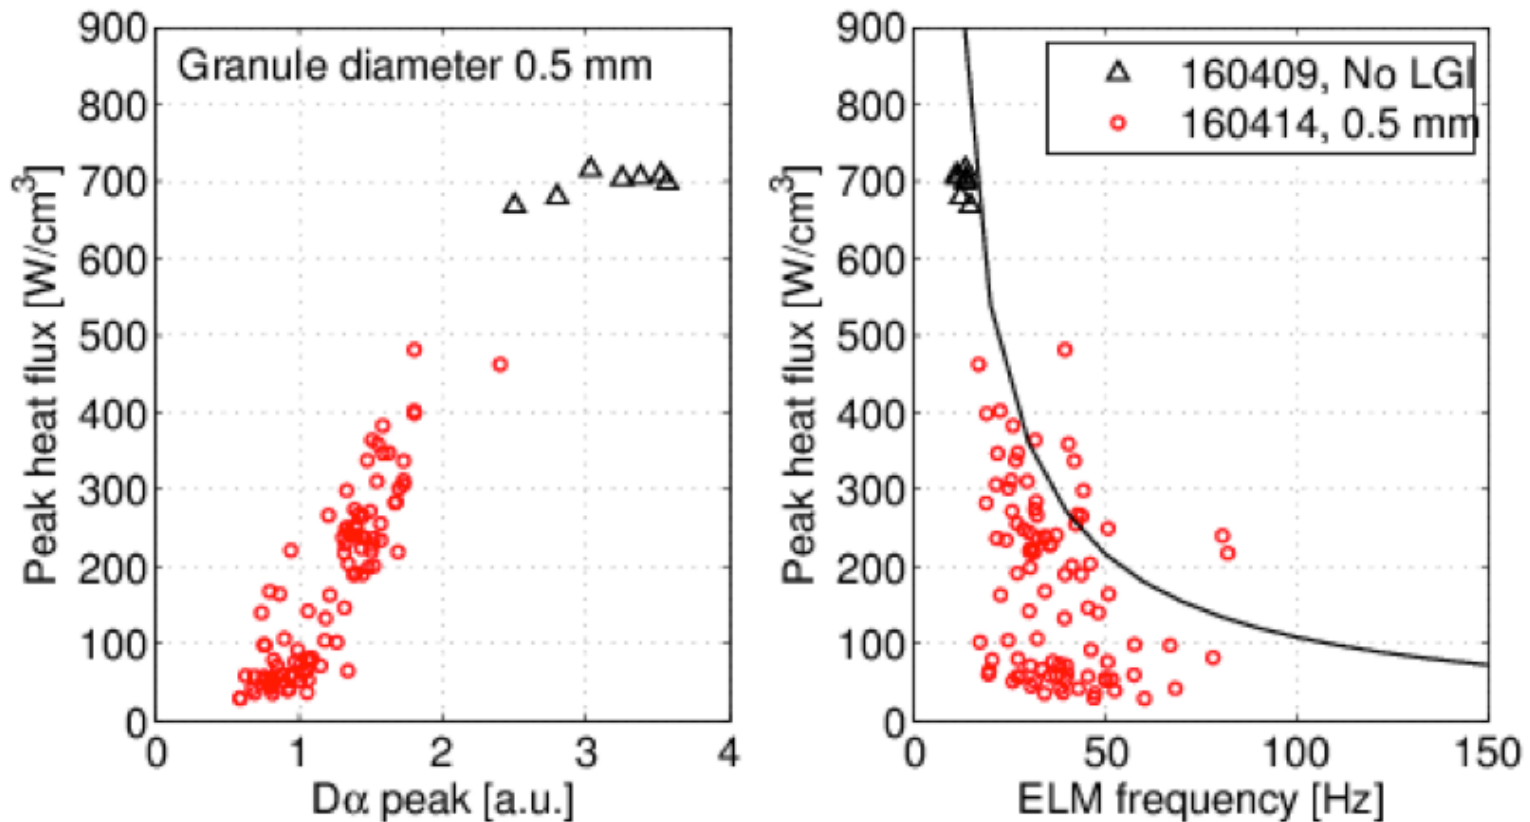 900
800
700
600
500
400
300
200
100
0
Peak heat flux [W/cm³]
Granule diameter 0.5 mm
0 1 2 3 4
Dα peak [a.u.]
900
800
700
600
500
400
300
200
100
0
Peak heat flux [W/cm³]
160409, No LGI
160414, 0.5 mm
0 50 100 150
ELM frequency [Hz]